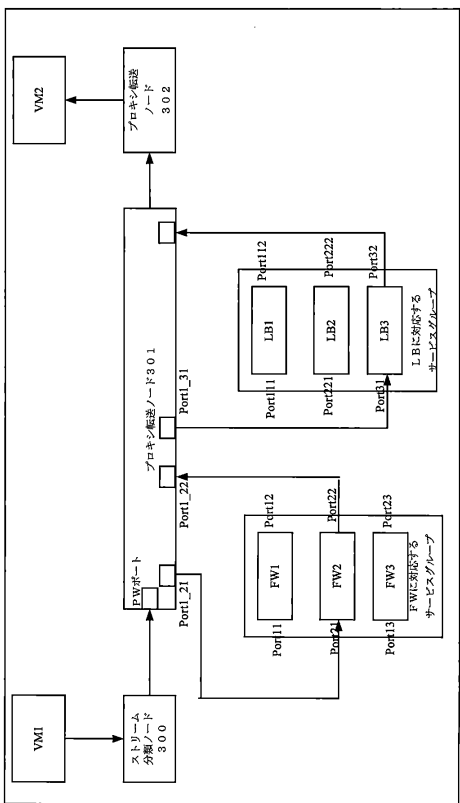 VM1
VM2
ストリーム
分類ノード
300
PWポート
プロキシ転送ノード301
プロキシ転送
ノード
302
Port1_21
Port1_22
Port1_31
Port11
FW1
Port12
Port21
FW2
Port22
Port13
FW3
Port23
FWに対応する
サービスグループ
Port111
LB1
Port112
Port221
LB2
Port222
Port31
LB3
Port32
LBに対応する
サービスグループ